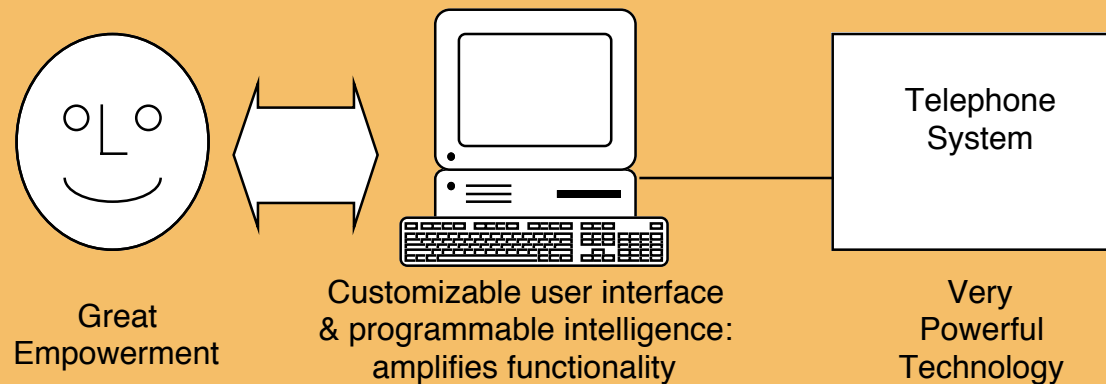 Telephone
System
Great
Empowerment
Customizable user interface
& programmable intelligence:
amplifies functionality
Very
Powerful
Technology